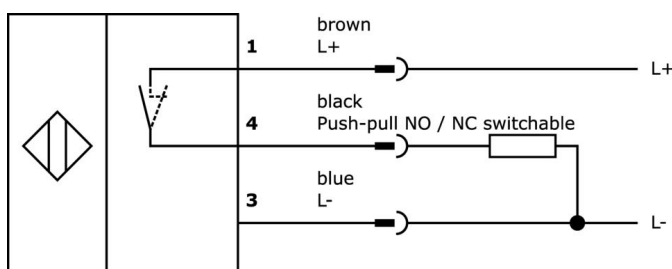 brown
1 L+ L+
black
4 Push-pull NO / NC switchable
blue
3 L- L-